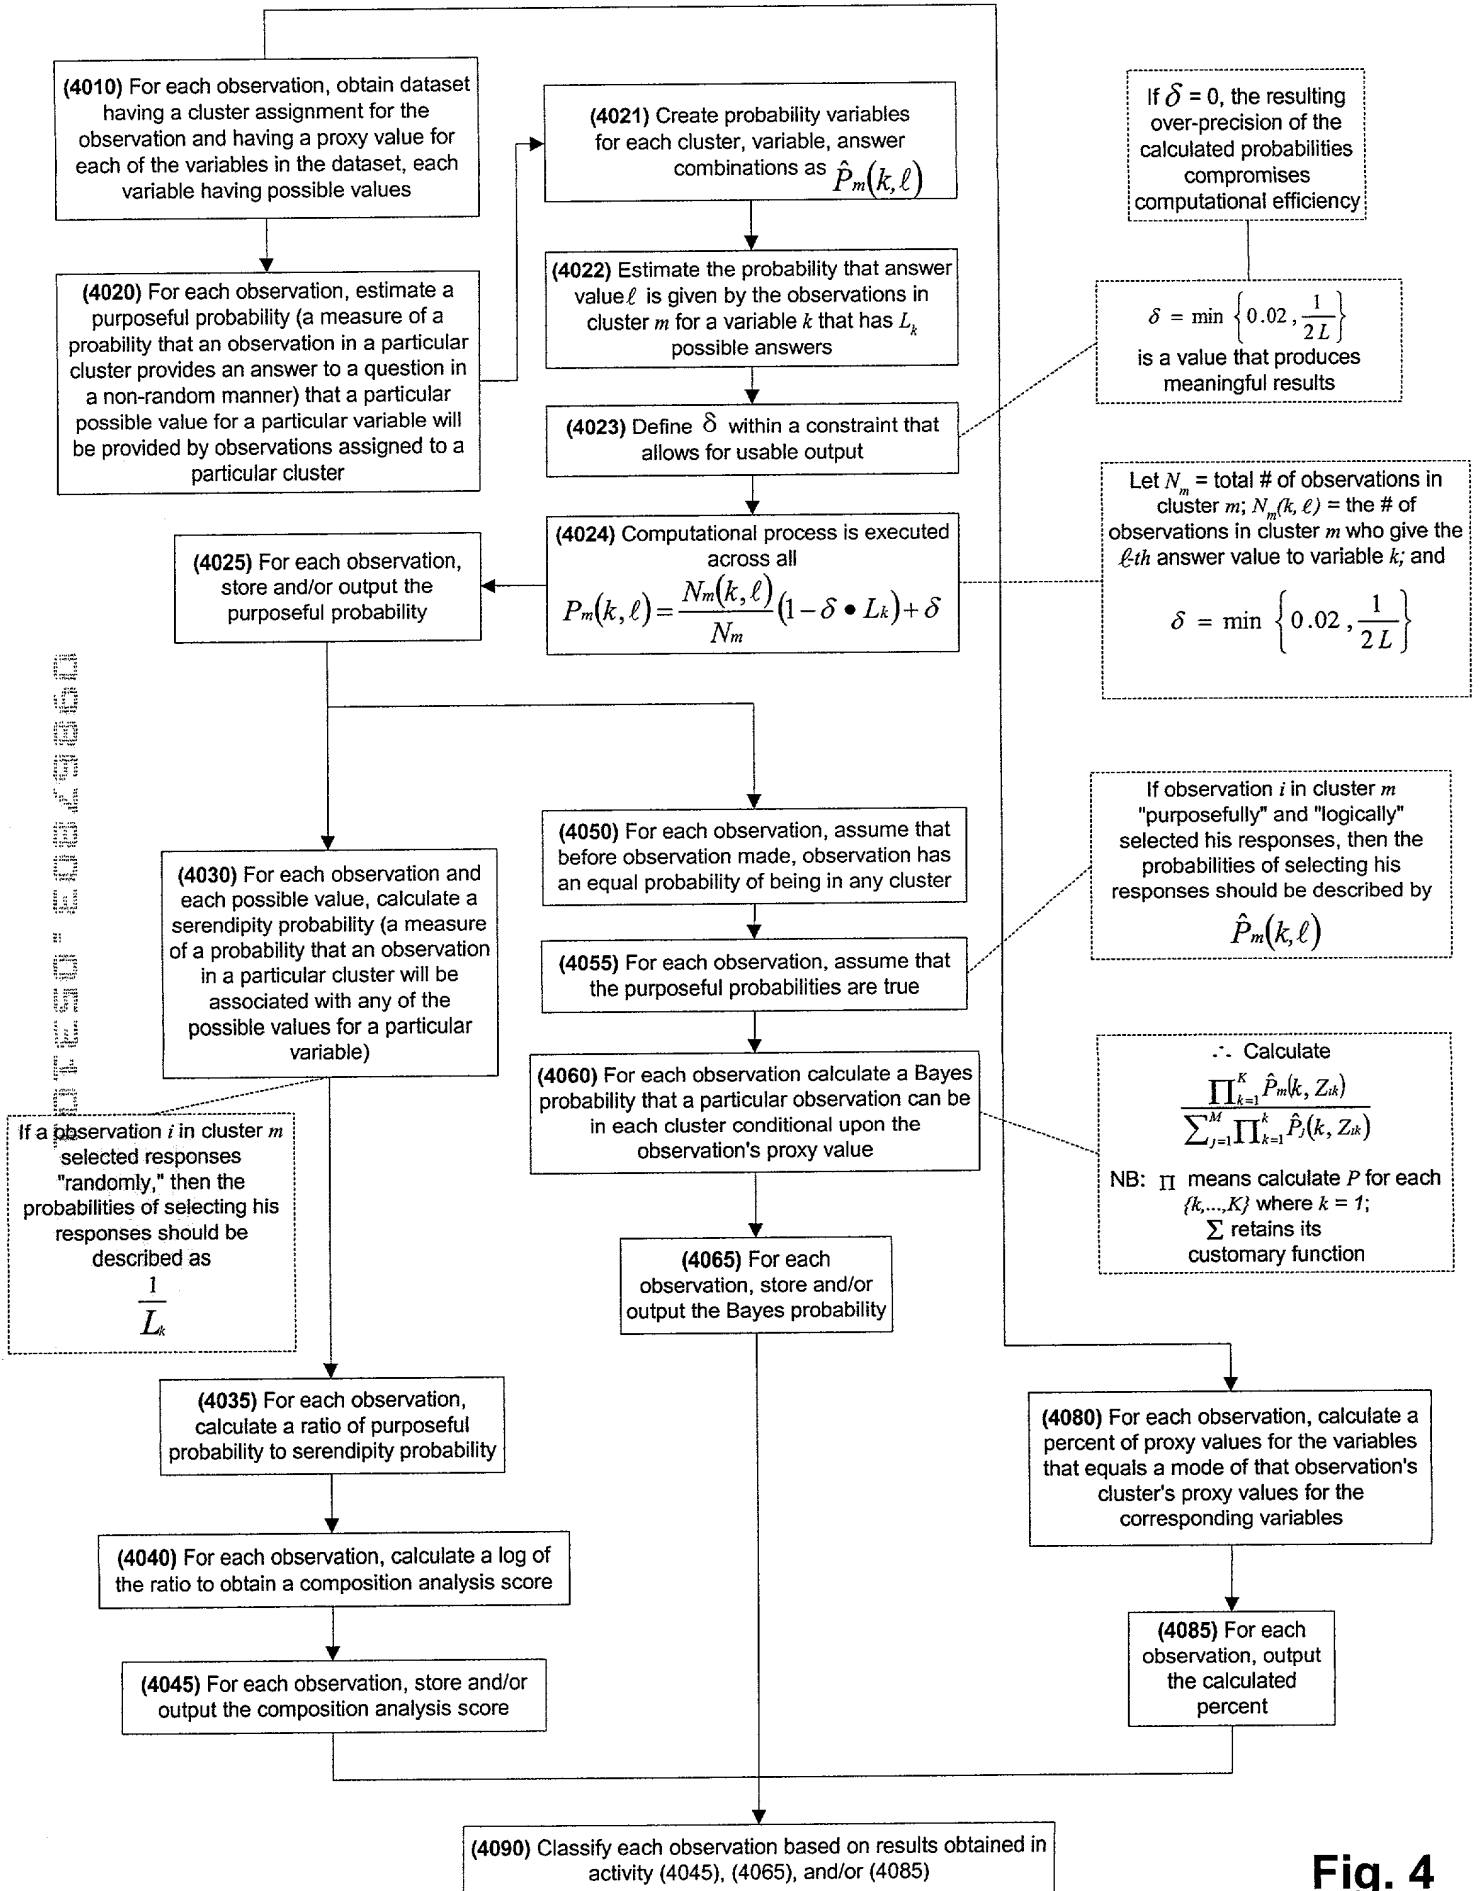 (4010) For each observation, obtain dataset
having a cluster assignment for the
observation and having a proxy value for
each of the variables in the dataset, each
variable having possible values
(4020) For each observation, estimate a
purposeful probability (a measure of a
proability that an observation in a particular
cluster provides an answer to a question in
a non-random manner) that a particular
possible value for a particular variable will
be provided by observations assigned to a
particular cluster
(4021) Create probability variables
for each cluster, variable, answer
combinations as P̂m(k,ℓ)
(4022) Estimate the probability that answer
value ℓ is given by the observations in
cluster m for a variable k that has Lk
possible answers
(4023) Define δ within a constraint that
allows for usable output
(4024) Computational process is executed
across all
Pm(k,ℓ) = Nm(k,ℓ)/Nm (1 − δ • Lk) + δ
(4025) For each observation,
store and/or output the
purposeful probability
If δ = 0, the resulting
over-precision of the
calculated probabilities
compromises
computational efficiency
δ = min {0.02 , 1/2L}
is a value that produces
meaningful results
Let Nm = total # of observations in
cluster m; Nm(k, ℓ) = the # of
observations in cluster m who give the
ℓ-th answer value to variable k; and
δ = min {0.02 , 1/2L}
(4030) For each observation and
each possible value, calculate a
serendipity probability (a measure
of a probability that an observation
in a particular cluster will be
associated with any of the
possible values for a particular
variable)
If a observation i in cluster m
selected responses
"randomly," then the
probabilities of selecting his
responses should be
described as
1/Lk
(4035) For each observation,
calculate a ratio of purposeful
probability to serendipity probability
(4040) For each observation, calculate a log of
the ratio to obtain a composition analysis score
(4045) For each observation, store and/or
output the composition analysis score
(4050) For each observation, assume that
before observation made, observation has
an equal probability of being in any cluster
(4055) For each observation, assume that
the purposeful probabilities are true
(4060) For each observation calculate a Bayes
probability that a particular observation can be
in each cluster conditional upon the
observation's proxy value
(4065) For each
observation, store and/or
output the Bayes probability
If observation i in cluster m
"purposefully" and "logically"
selected his responses, then the
probabilities of selecting his
responses should be described by
P̂m(k,ℓ)
∴ Calculate
∏ K k=1 P̂m(k, Zik)
∑ M j=1 ∏ k k=1 P̂j(k, Zik)
NB: ∏ means calculate P for each
{k,...,K} where k = 1;
∑ retains its
customary function
(4080) For each observation, calculate a
percent of proxy values for the variables
that equals a mode of that observation's
cluster's proxy values for the
corresponding variables
(4085) For each
observation, output
the calculated
percent
(4090) Classify each observation based on results obtained in
activity (4045), (4065), and/or (4085)
Fig. 4